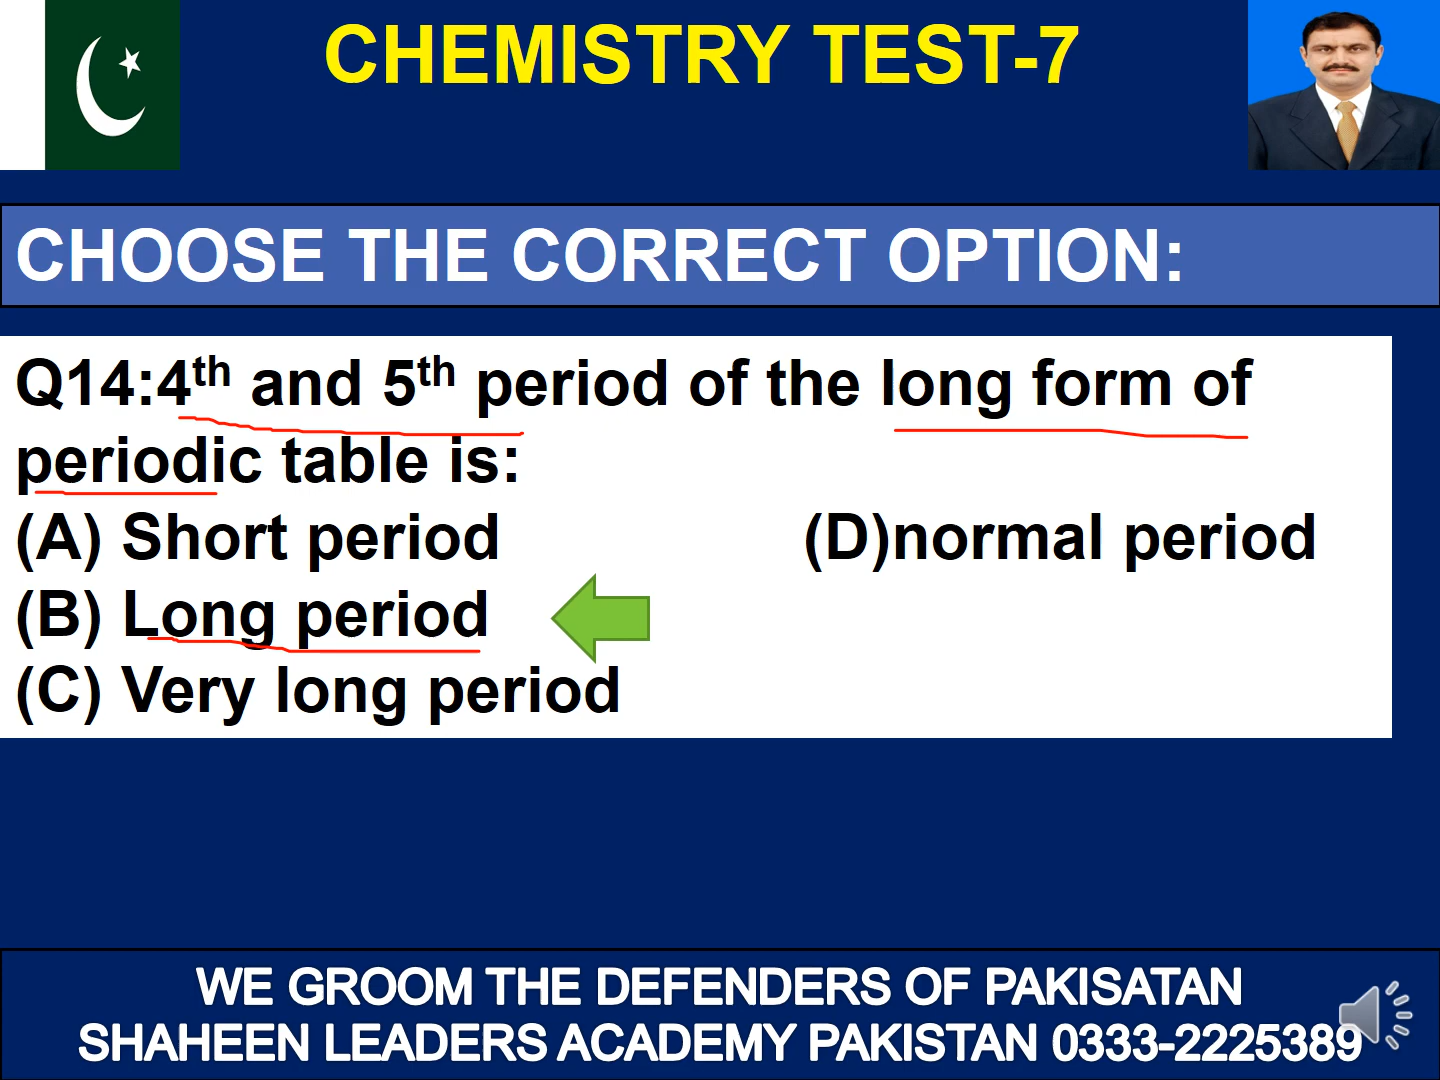 CHEMISTRY TEST-7
CHOOSE THE CORRECT OPTION:
Q14:4th and 5th period of the long form of
periodic table is:
(A) Short period (D)normal period
(B) Long period
(C) Very long period
WE GROOM THE DEFENDERS OF PAKISATAN
SHAHEEN LEADERS ACADEMY PAKISTAN 0333-2225389